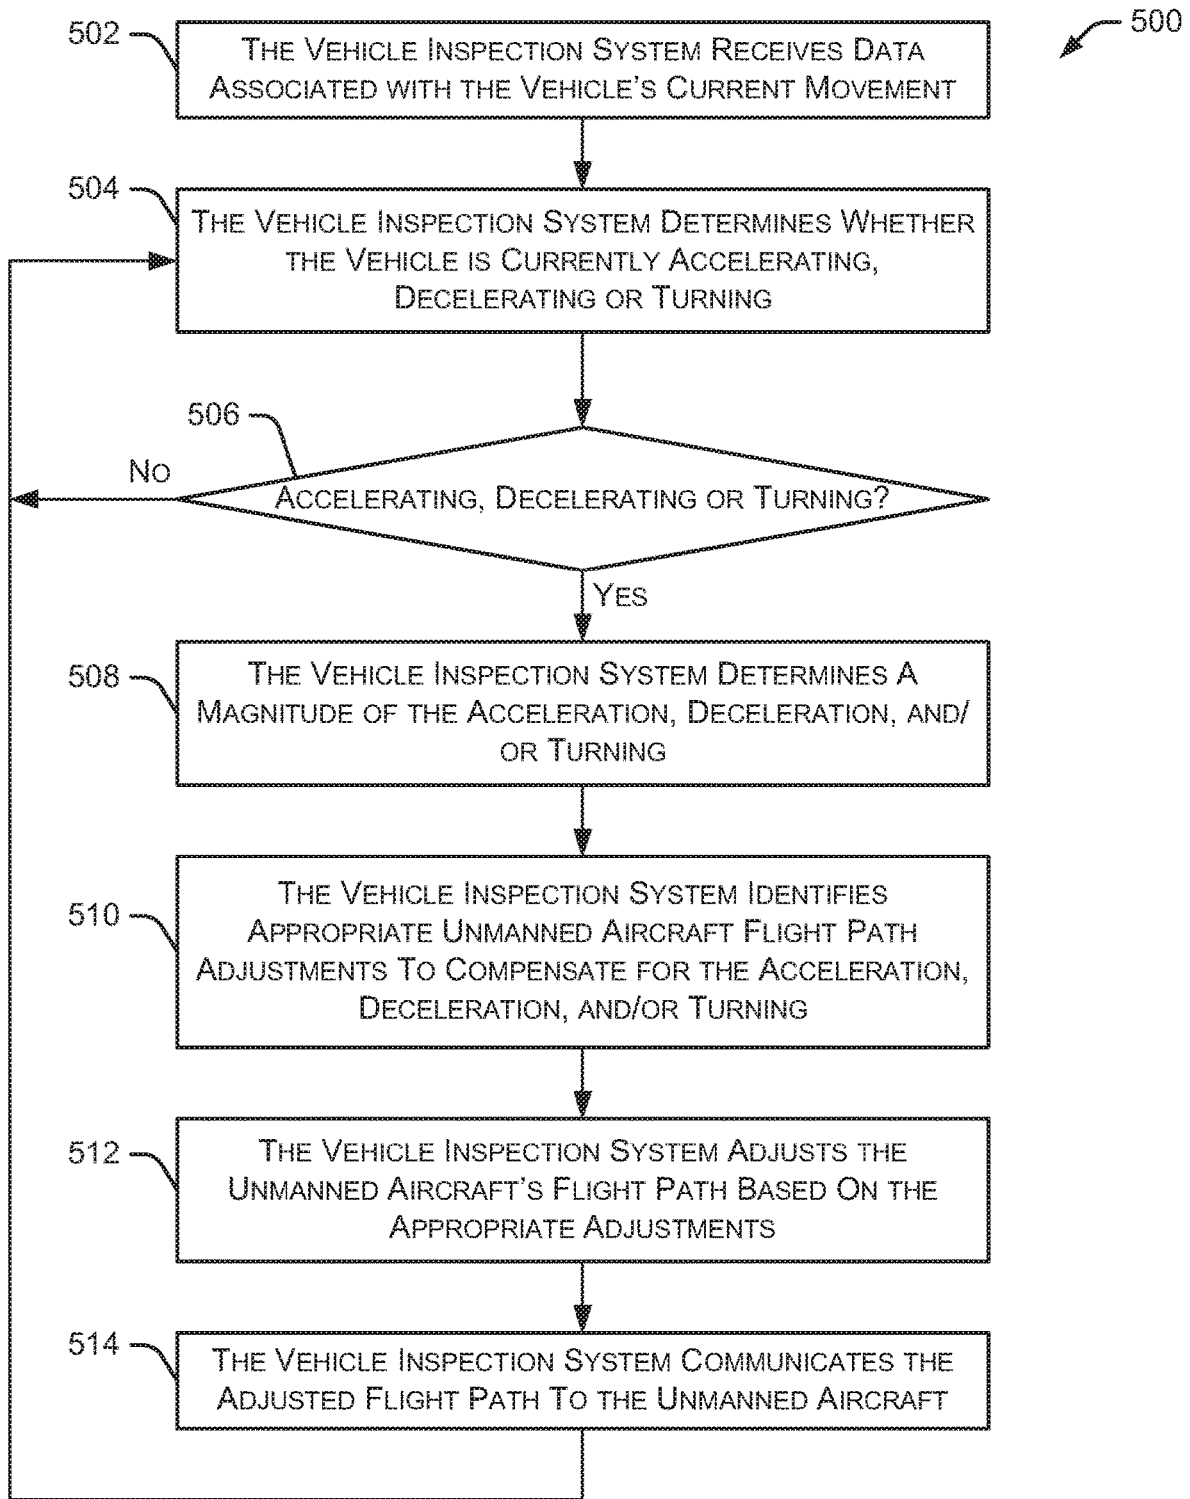 500
502
The Vehicle Inspection System Receives Data
Associated with the Vehicle's Current Movement
504
The Vehicle Inspection System Determines Whether
the Vehicle is Currently Accelerating,
Decelerating or Turning
506
No
Accelerating, Decelerating or Turning?
Yes
508
The Vehicle Inspection System Determines A
Magnitude of the Acceleration, Deceleration, and/
or Turning
510
The Vehicle Inspection System Identifies
Appropriate Unmanned Aircraft Flight Path
Adjustments To Compensate for the Acceleration,
Deceleration, and/or Turning
512
The Vehicle Inspection System Adjusts the
Unmanned Aircraft's Flight Path Based On the
Appropriate Adjustments
514
The Vehicle Inspection System Communicates the
Adjusted Flight Path To the Unmanned Aircraft